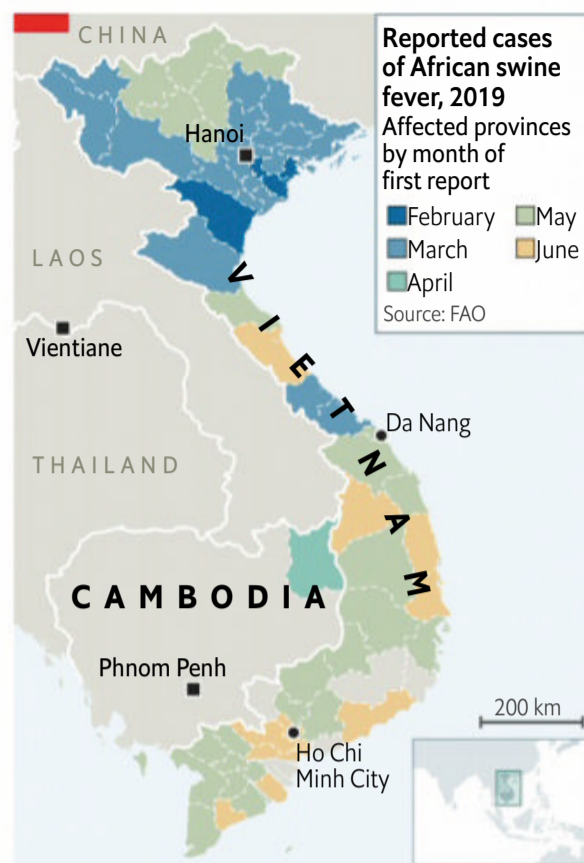 Reported cases
of African swine
fever, 2019
Affected provinces
by month of
first report
February
May
March
June
April
Source: FAO
CHINA
Hanoi
LAOS
VIETNAM
Vientiane
Da Nang
THAILAND
CAMBODIA
Phnom Penh
200 km
Ho Chi
Minh City